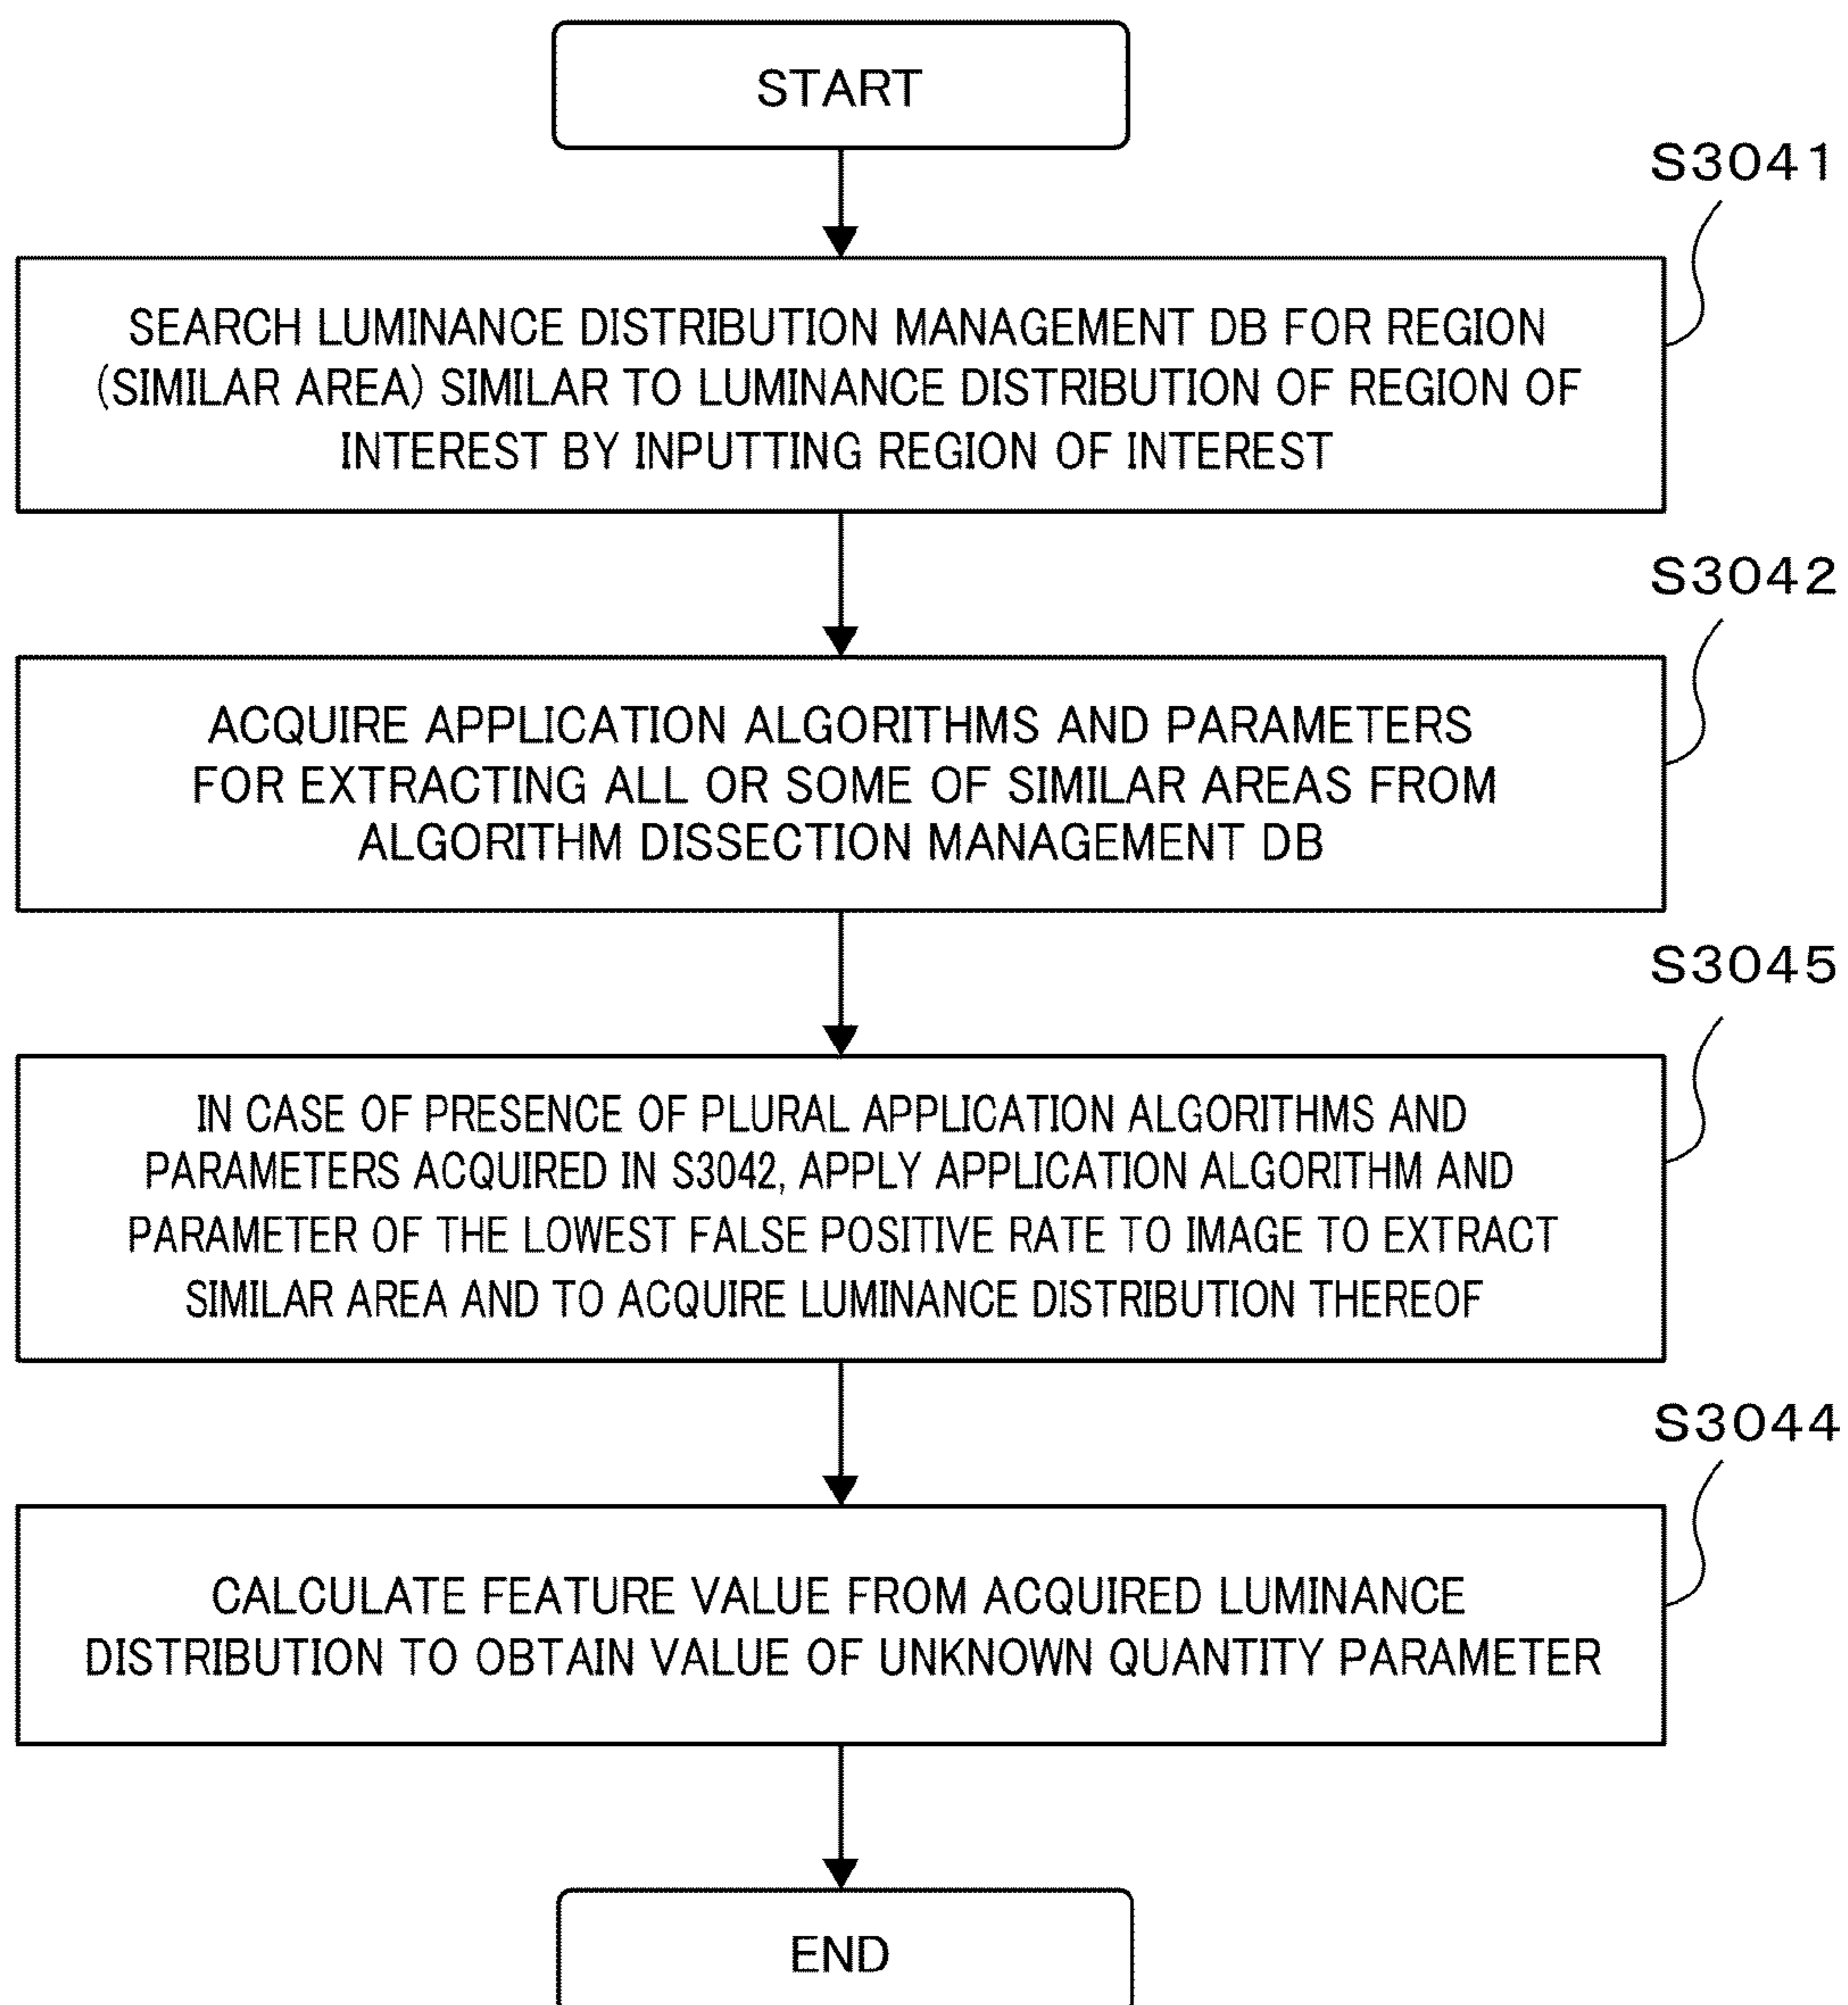 START
S3041
SEARCH LUMINANCE DISTRIBUTION MANAGEMENT DB FOR REGION
(SIMILAR AREA) SIMILAR TO LUMINANCE DISTRIBUTION OF REGION OF
INTEREST BY INPUTTING REGION OF INTEREST
S3042
ACQUIRE APPLICATION ALGORITHMS AND PARAMETERS
FOR EXTRACTING ALL OR SOME OF SIMILAR AREAS FROM
ALGORITHM DISSECTION MANAGEMENT DB
S3045
IN CASE OF PRESENCE OF PLURAL APPLICATION ALGORITHMS AND
PARAMETERS ACQUIRED IN S3042, APPLY APPLICATION ALGORITHM AND
PARAMETER OF THE LOWEST FALSE POSITIVE RATE TO IMAGE TO EXTRACT
SIMILAR AREA AND TO ACQUIRE LUMINANCE DISTRIBUTION THEREOF
S3044
CALCULATE FEATURE VALUE FROM ACQUIRED LUMINANCE
DISTRIBUTION TO OBTAIN VALUE OF UNKNOWN QUANTITY PARAMETER
END